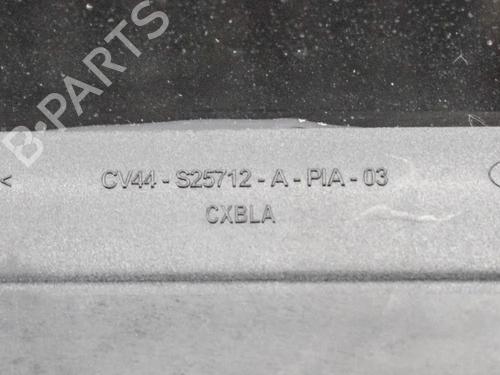 B-PARTS
<
CV44 - S25712 - A - PIA - 03
CXBLA